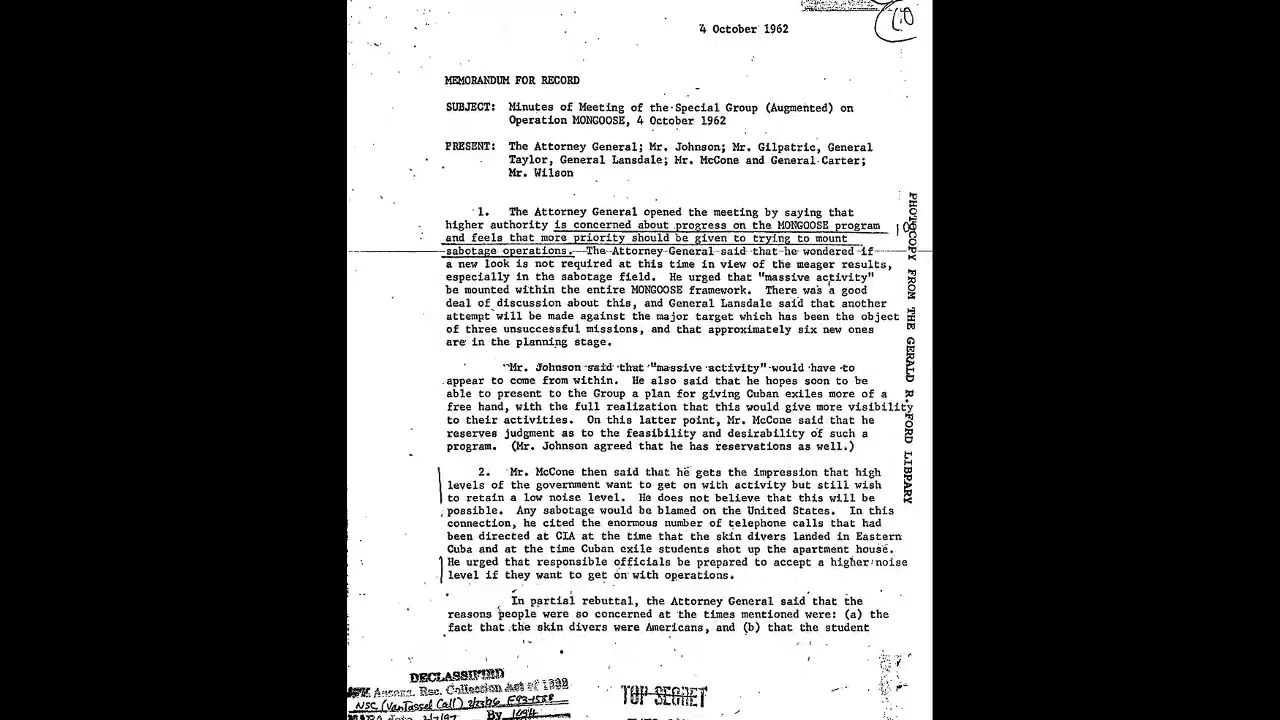 10
4 October 1962
MEMORANDUM FOR RECORD
SUBJECT: Minutes of Meeting of the Special Group (Augmented) on
Operation MONGOOSE, 4 October 1962
PRESENT: The Attorney General; Mr. Johnson; Mr. Gilpatric, General
Taylor, General Lansdale; Mr. McCone and General Carter;
Mr. Wilson
1. The Attorney General opened the meeting by saying that
higher authority is concerned about progress on the MONGOOSE program
and feels that more priority should be given to trying to mount
sabotage operations. The Attorney General said that he wondered if
a new look is not required at this time in view of the meager results,
especially in the sabotage field. He urged that "massive activity"
be mounted within the entire MONGOOSE framework. There was a good
deal of discussion about this, and General Lansdale said that another
attempt will be made against the major target which has been the object
of three unsuccessful missions, and that approximately six new ones
are in the planning stage.
Mr. Johnson said that "massive activity" would have to
appear to come from within. He also said that he hopes soon to be
able to present to the Group a plan for giving Cuban exiles more of a
free hand, with the full realization that this would give more visibility
to their activities. On this latter point, Mr. McCone said that he
reserves judgment as to the feasibility and desirability of such a
program. (Mr. Johnson agreed that he has reservations as well.)
2. Mr. McCone then said that he gets the impression that high
levels of the government want to get on with activity but still wish
to retain a low noise level. He does not believe that this will be
possible. Any sabotage would be blamed on the United States. In this
connection, he cited the enormous number of telephone calls that had
been directed at CIA at the time that the skin divers landed in Eastern
Cuba and at the time Cuban exile students shot up the apartment house.
He urged that responsible officials be prepared to accept a higher noise
level if they want to get on with operations.
In partial rebuttal, the Attorney General said that the
reasons people were so concerned at the times mentioned were: (a) the
fact that the skin divers were Americans, and (b) that the student
PHOTOCOPY FROM THE GERALD R. FORD LIBRARY
DECLASSIFIED
Rec. Collection Act of 1992
NSC (VanTassel Call)
By
TOP SECRET